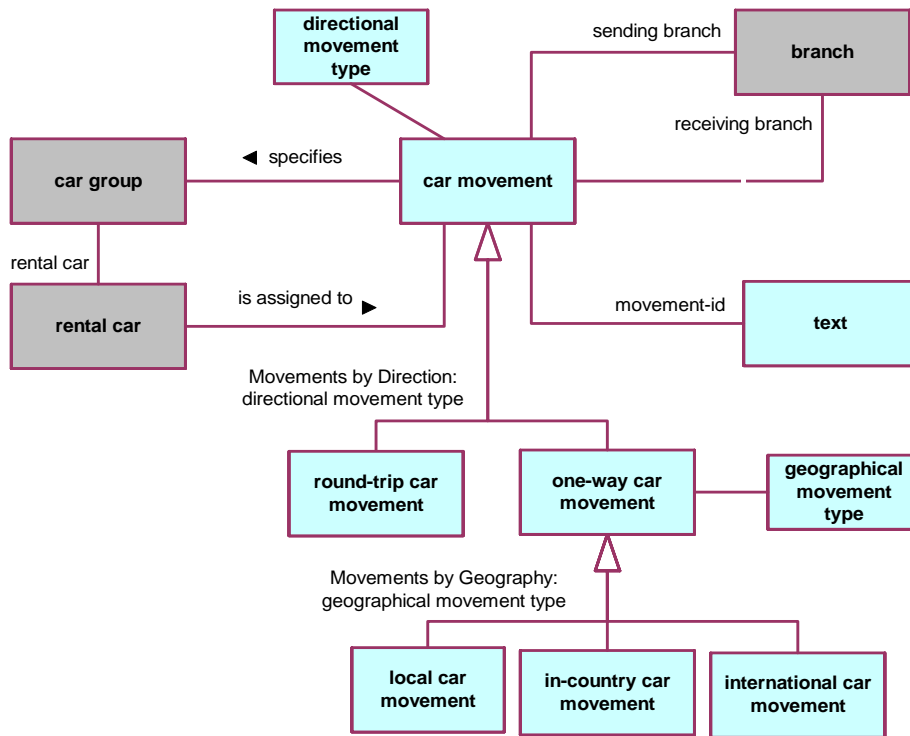 directional
movement
type
sending branch
branch
receiving branch
◄ specifies
car group
car movement
rental car
is assigned to ►
rental car
movement-id
text
Movements by Direction:
directional movement type
round-trip car
movement
one-way car
movement
geographical
movement
type
Movements by Geography:
geographical movement type
local car
movement
in-country car
movement
international car
movement